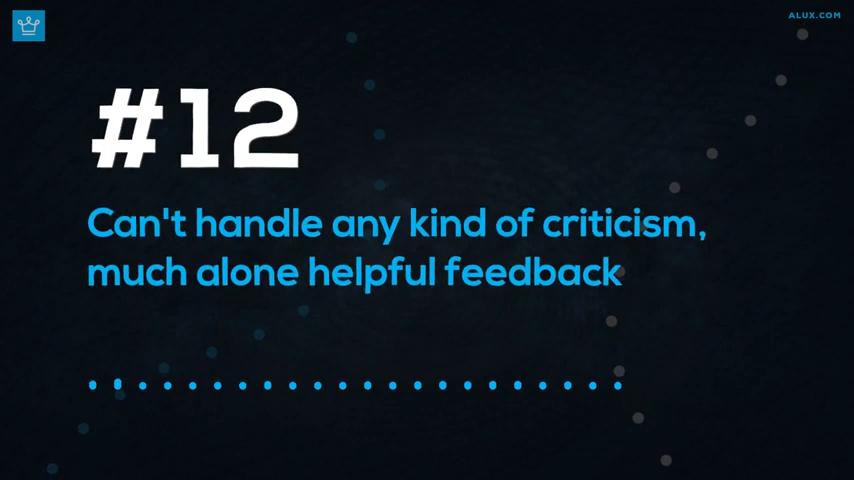 ALUX.COM
#12
Can't handle any kind of criticism,
much alone helpful feedback